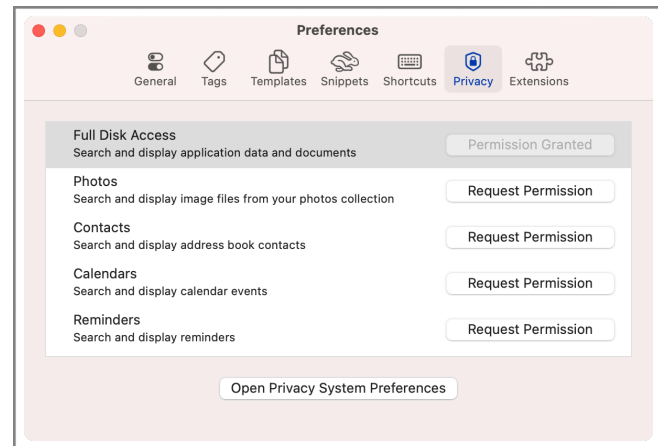 Preferences
General Tags Templates Snippets Shortcuts Privacy Extensions
Full Disk Access
Search and display application data and documents
Permission Granted
Photos
Search and display image files from your photos collection
Request Permission
Contacts
Search and display address book contacts
Request Permission
Calendars
Search and display calendar events
Request Permission
Reminders
Search and display reminders
Request Permission
Open Privacy System Preferences